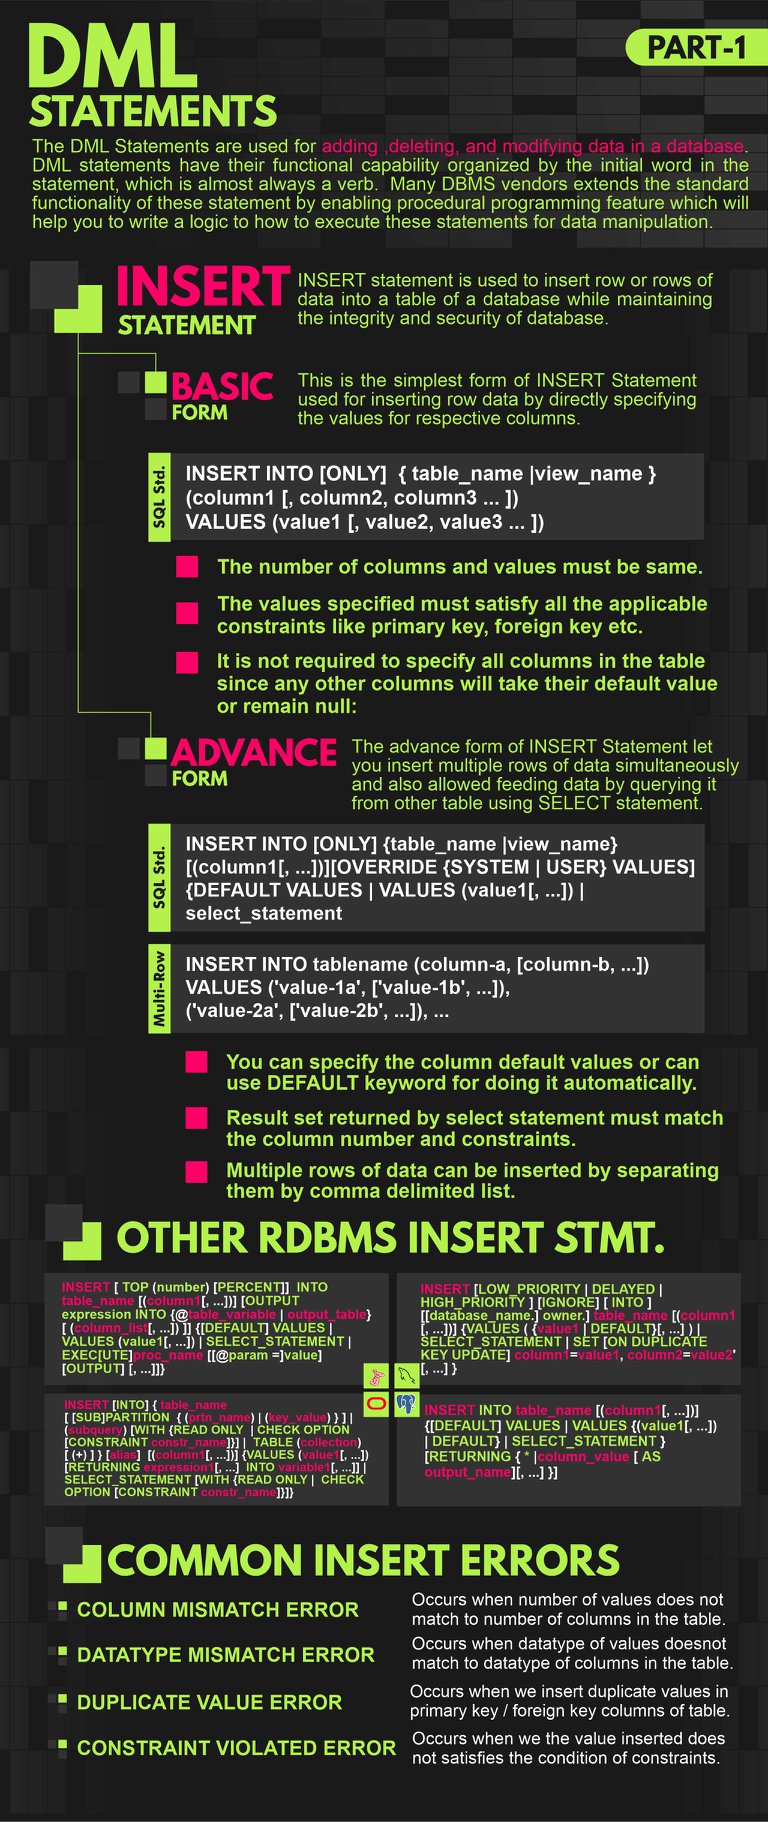 DML
PART-1
STATEMENTS
The DML Statements are used for adding ,deleting, and modifying data in a database.
DML statements have their functional capability organized by the initial word in the
statement, which is almost always a verb. Many DBMS vendors extends the standard
functionality of these statement by enabling procedural programming feature which will
help you to write a logic to how to execute these statements for data manipulation.
INSERT
STATEMENT
INSERT statement is used to insert row or rows of
data into a table of a database while maintaining
the integrity and security of database.
BASIC
FORM
This is the simplest form of INSERT Statement
used for inserting row data by directly specifying
the values for respective columns.
SQL Std.
INSERT INTO [ONLY] { table_name |view_name }
(column1 [, column2, column3 ... ])
VALUES (value1 [, value2, value3 ... ])
The number of columns and values must be same.
The values specified must satisfy all the applicable
constraints like primary key, foreign key etc.
It is not required to specify all columns in the table
since any other columns will take their default value
or remain null:
ADVANCE
FORM
The advance form of INSERT Statement let
you insert multiple rows of data simultaneously
and also allowed feeding data by querying it
from other table using SELECT statement.
SQL Std.
INSERT INTO [ONLY] {table_name |view_name}
[(column1[, ...])][OVERRIDE {SYSTEM | USER} VALUES]
{DEFAULT VALUES | VALUES (value1[, ...]) |
select_statement
Multi-Row
INSERT INTO tablename (column-a, [column-b, ...])
VALUES ('value-1a', ['value-1b', ...]),
('value-2a', ['value-2b', ...]), ...
You can specify the column default values or can
use DEFAULT keyword for doing it automatically.
Result set returned by select statement must match
the column number and constraints.
Multiple rows of data can be inserted by separating
them by comma delimited list.
OTHER RDBMS INSERT STMT.
INSERT [ TOP (number) [PERCENT]] INTO
table_name [(column1[, ...])] [OUTPUT
expression INTO {@table_variable | output_table}
[ (column_list[, ...]) ]] {[DEFAULT] VALUES |
VALUES (value1[, ...]) | SELECT_STATEMENT |
EXEC[UTE]proc_name [[@param =]value]
[OUTPUT] [, ...]]}
INSERT [LOW_PRIORITY | DELAYED |
HIGH_PRIORITY ] [IGNORE] [ INTO ]
[[database_name.] owner.] table_name [(column1
[, ...])] {VALUES ( {value1 | DEFAULT}[, ...] ) |
SELECT_STATEMENT | SET [ON DUPLICATE
KEY UPDATE] column1=value1, column2=value2'
[, ...] }
INSERT [INTO] { table_name
[ [SUB]PARTITION { (prtn_name) | (key_value) } ] |
(subquery) [WITH {READ ONLY | CHECK OPTION
[CONSTRAINT constr_name]}] | TABLE (collection)
[ (+) ] } [alias] [(column1[, ...])] {VALUES (value1[, ...])
[RETURNING expression1[, ...] INTO variable1[, ...]] |
SELECT_STATEMENT [WITH {READ ONLY | CHECK
OPTION [CONSTRAINT constr_name]}]}
INSERT INTO table_name [(column1[, ...])]
{[DEFAULT] VALUES | VALUES {(value1[, ...])
| DEFAULT} | SELECT_STATEMENT }
[RETURNING { * |column_value [ AS
output_name][, ...] }]
COMMON INSERT ERRORS
COLUMN MISMATCH ERROR
Occurs when number of values does not
match to number of columns in the table.
DATATYPE MISMATCH ERROR
Occurs when datatype of values doesnot
match to datatype of columns in the table.
DUPLICATE VALUE ERROR
Occurs when we insert duplicate values in
primary key / foreign key columns of table.
CONSTRAINT VIOLATED ERROR
Occurs when we the value inserted does
not satisfies the condition of constraints.